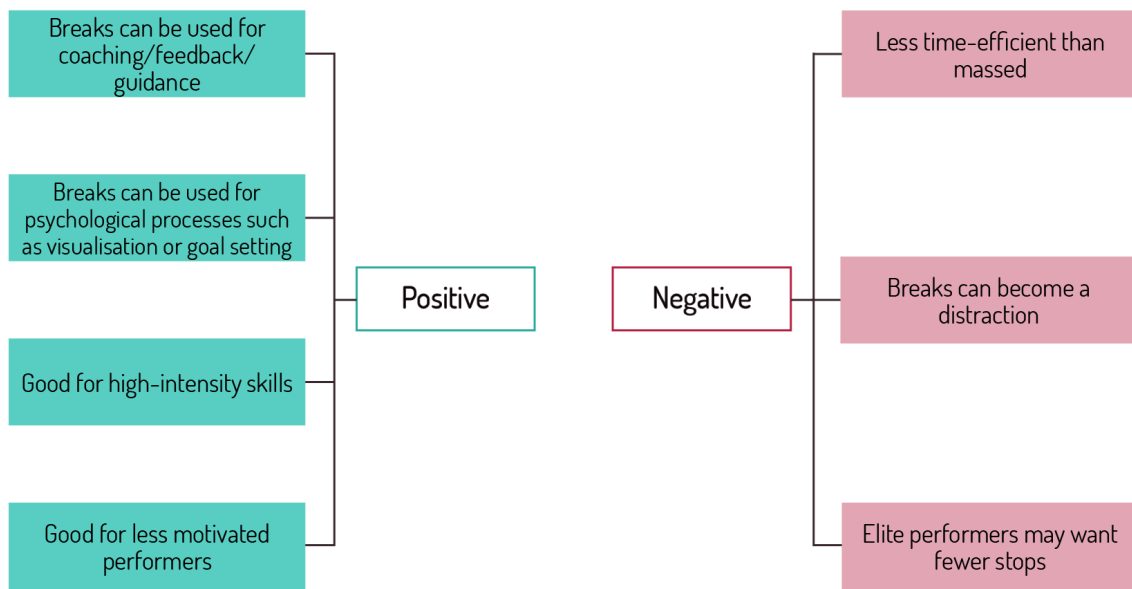 Breaks can be used for
coaching/feedback/
guidance
Breaks can be used for
psychological processes such
as visualisation or goal setting
Good for high-intensity skills
Good for less motivated
performers
Positive
Negative
Less time-efficient than
massed
Breaks can become a
distraction
Elite performers may want
fewer stops